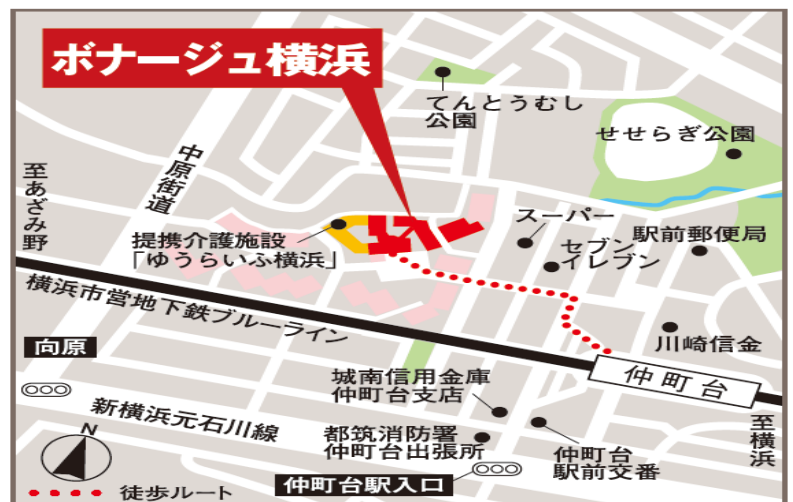 ボナージュ横浜
てんとうむし
公園
せせらぎ公園
中原街道
至あざみ野
提携介護施設
「ゆうらいふ横浜」
スーパー
セブン
イレブン
駅前郵便局
横浜市営地下鉄ブルーライン
向原
川崎信金
仲町台
城南信用金庫
仲町台支店
新横浜元石川線
都筑消防署
仲町台出張所
仲町台
駅前交番
至横浜
仲町台駅入口
N
徒歩ルート